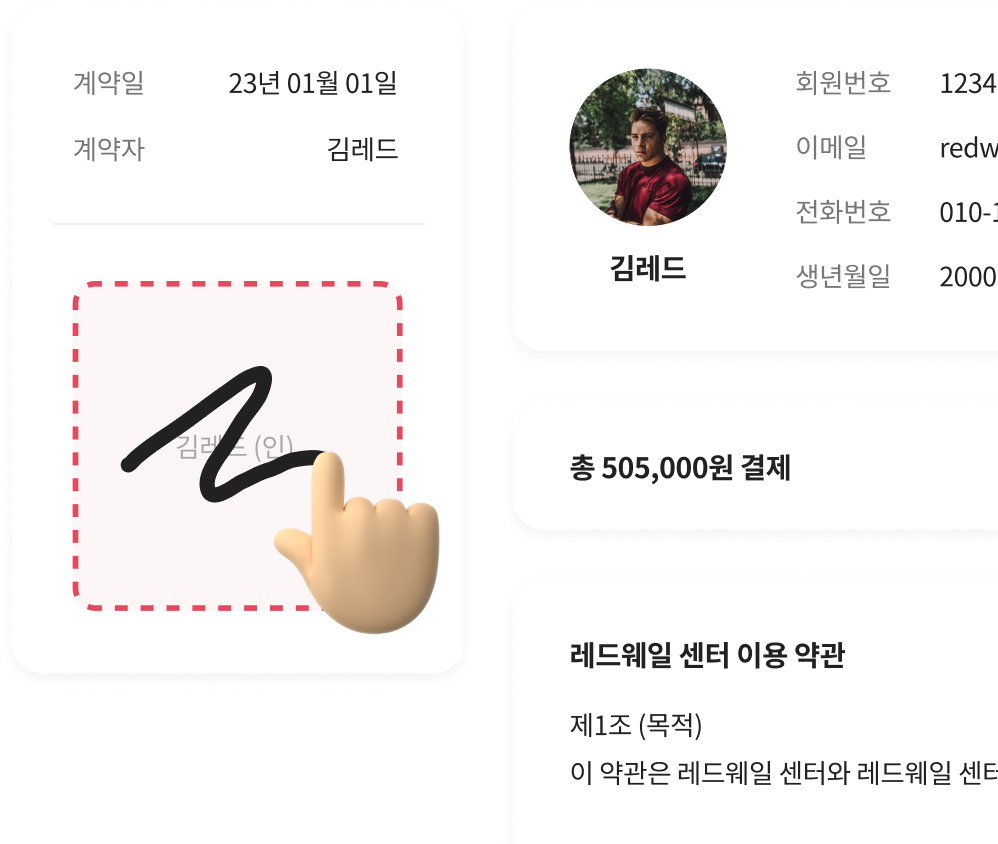 계약일 23년 01월 01일
계약자 김레드
김레드 (인)
회원번호 1234
이메일 redw
전화번호 010-1
생년월일 2000
김레드
총 505,000원 결제
레드웨일 센터 이용 약관
제1조 (목적)
이 약관은 레드웨일 센터와 레드웨일 센터